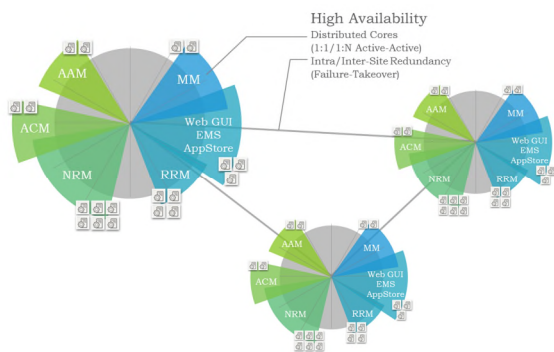 High Availability
Distributed Cores
(1:1/1:N Active-Active)
Intra/Inter-Site Redundancy
(Failure-Takeover)
AAM
MM
ACM
Web GUI
EMS
AppStore
NRM
RRM
AAM
MM
ACM
Web GUI
EMS
AppStore
NRM
RRM
AAM
MM
ACM
Web GUI
EMS
AppStore
NRM
RRM